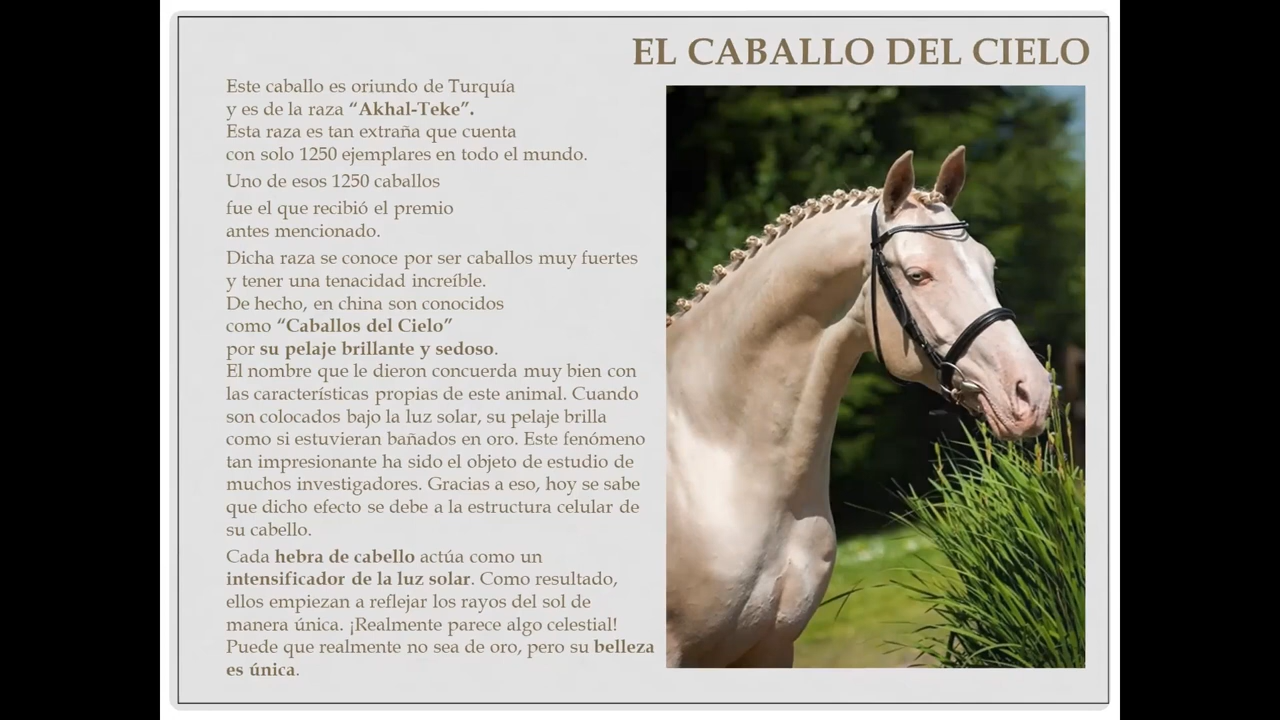 EL CABALLO DEL CIELO
Este caballo es oriundo de Turquía
y es de la raza “Akhal-Teke”.
Esta raza es tan extraña que cuenta
con solo 1250 ejemplares en todo el mundo.
Uno de esos 1250 caballos
fue el que recibió el premio
antes mencionado.
Dicha raza se conoce por ser caballos muy fuertes
y tener una tenacidad increíble.
De hecho, en china son conocidos
como “Caballos del Cielo”
por su pelaje brillante y sedoso.
El nombre que le dieron concuerda muy bien con
las características propias de este animal. Cuando
son colocados bajo la luz solar, su pelaje brilla
como si estuvieran bañados en oro. Este fenómeno
tan impresionante ha sido el objeto de estudio de
muchos investigadores. Gracias a eso, hoy se sabe
que dicho efecto se debe a la estructura celular de
su cabello.
Cada hebra de cabello actúa como un
intensificador de la luz solar. Como resultado,
ellos empiezan a reflejar los rayos del sol de
manera única. ¡Realmente parece algo celestial!
Puede que realmente no sea de oro, pero su belleza
es única.